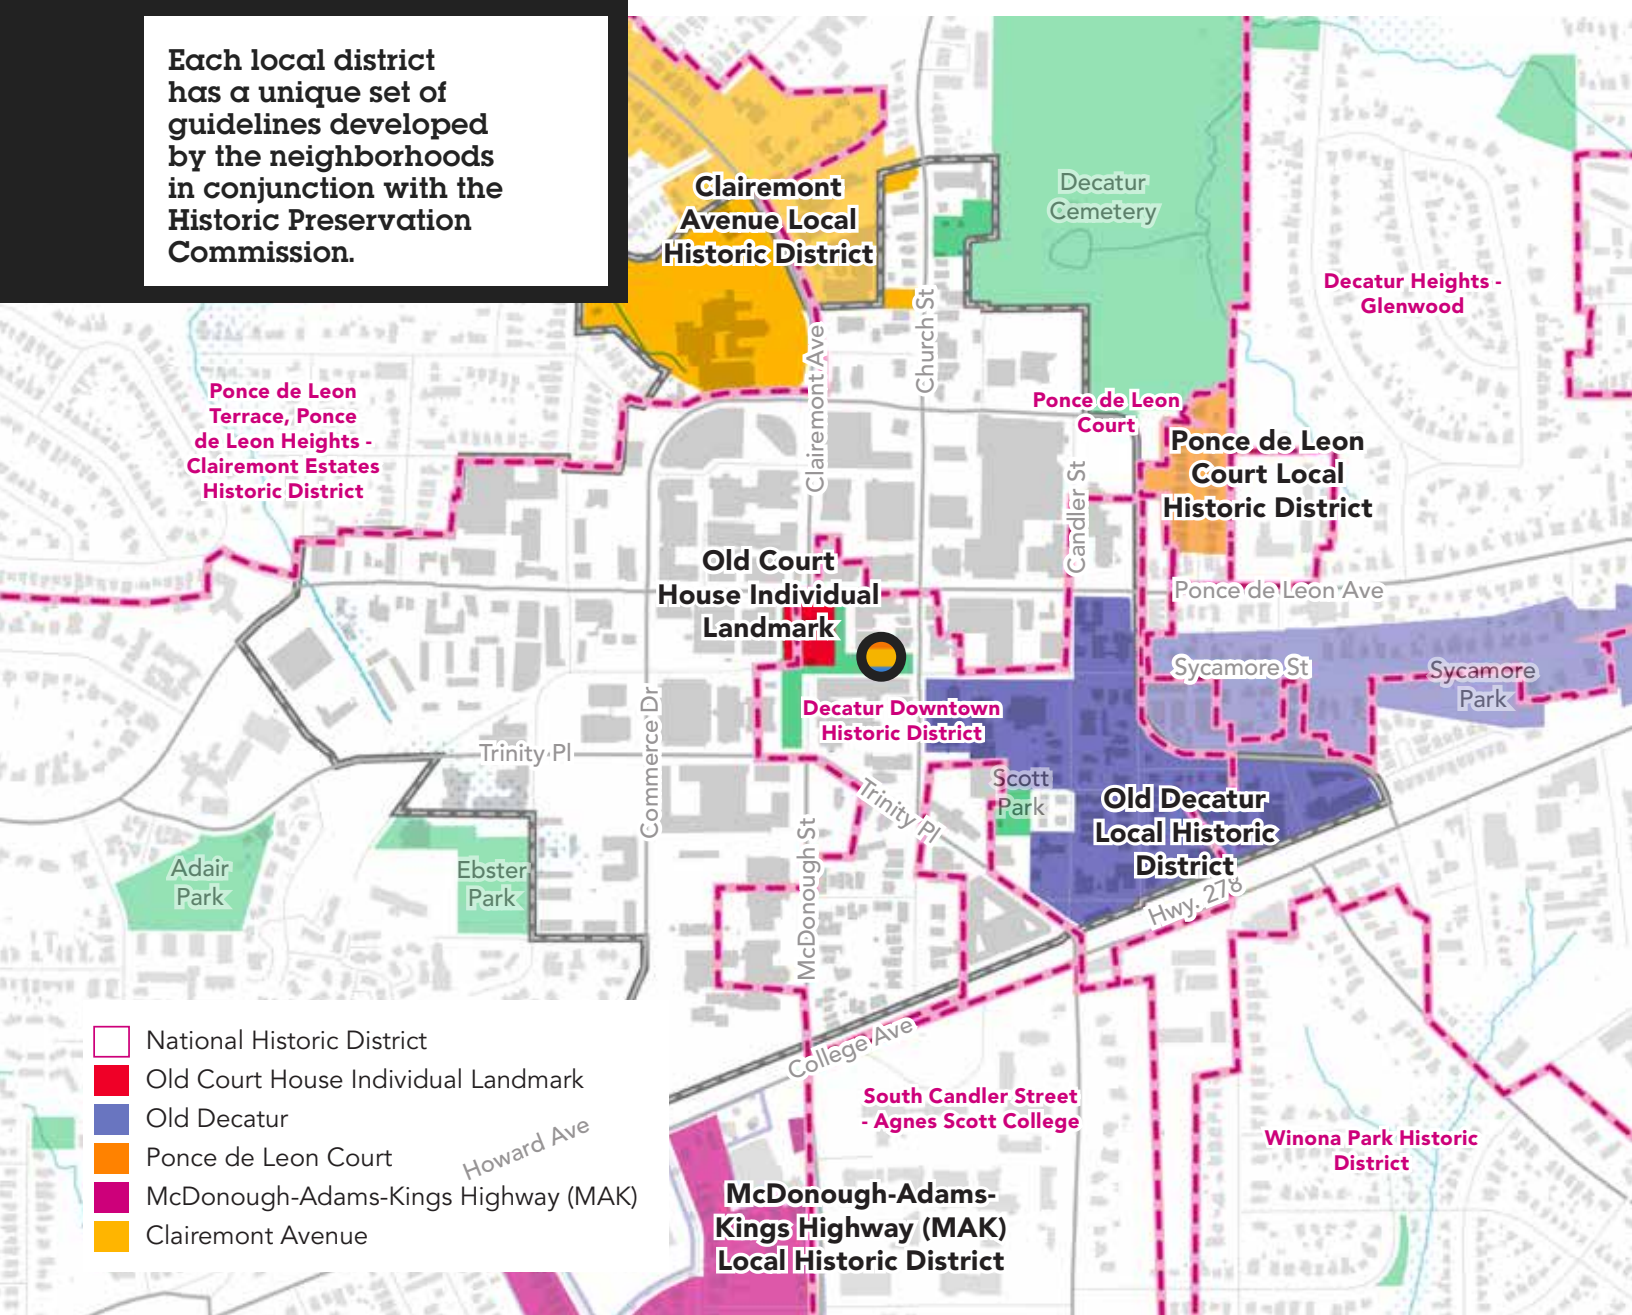 Each local district
has a unique set of
guidelines developed
by the neighborhoods
in conjunction with the
Historic Preservation
Commission.
Clairemont
Avenue Local
Historic District
Decatur
Cemetery
Decatur Heights -
Glenwood
Church St
Clairemont Ave
Ponce de Leon
Terrace, Ponce
de Leon Heights -
Clairemont Estates
Historic District
Ponce de Leon
Court
Ponce de Leon
Court Local
Historic District
Candler St
Old Court
House Individual
Landmark
Ponce de Leon Ave
Sycamore St
Sycamore
Park
Decatur Downtown
Historic District
Commerce Dr
Trinity Pl
Trinity Pl
Scott
Park
Old Decatur
Local Historic
District
Hwy. 278
Adair
Park
Ebster
Park
McDonough St
College Ave
South Candler Street
- Agnes Scott College
Winona Park Historic
District
McDonough-Adams-
Kings Highway (MAK)
Local Historic District
National Historic District
Old Court House Individual Landmark
Old Decatur
Ponce de Leon Court
Howard Ave
McDonough-Adams-Kings Highway (MAK)
Clairemont Avenue